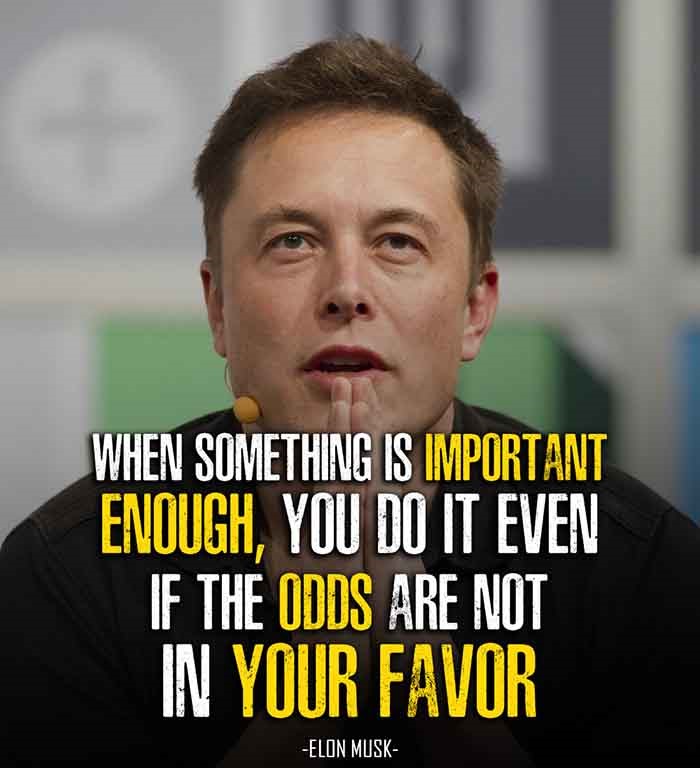 WHEN SOMETHING IS IMPORTANT
ENOUGH, YOU DO IT EVEN
IF THE ODDS ARE NOT
IN YOUR FAVOR
-ELON MUSK-